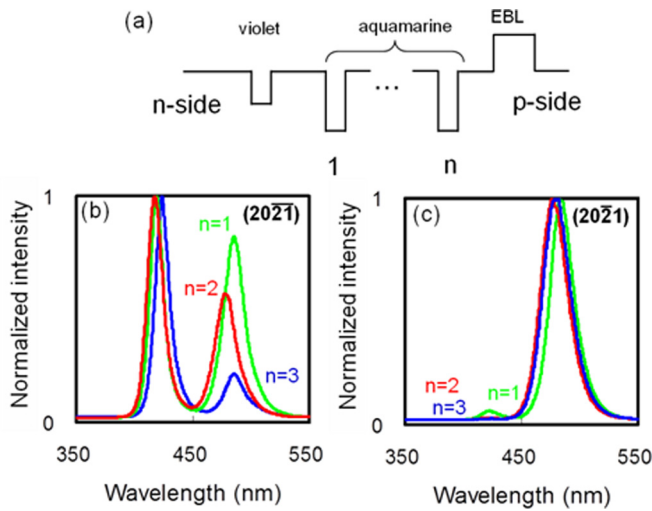 (a)
violet
aquamarine
EBL
n-side
...
p-side
1
n
(b)
(202̅1̅)
n=1
n=2
n=3
1
0
Normalized intensity
350
450
550
Wavelength (nm)
(c)
(202̅1)
n=2
n=1
n=3
1
0
Normalized intensity
350
450
550
Wavelength (nm)